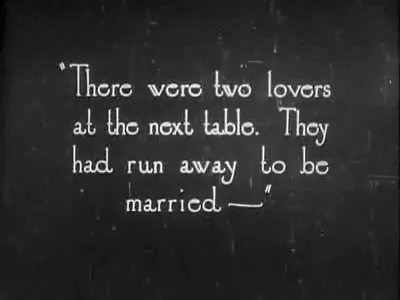 "There were two lovers
at the next table. They
had run away to be
married —"